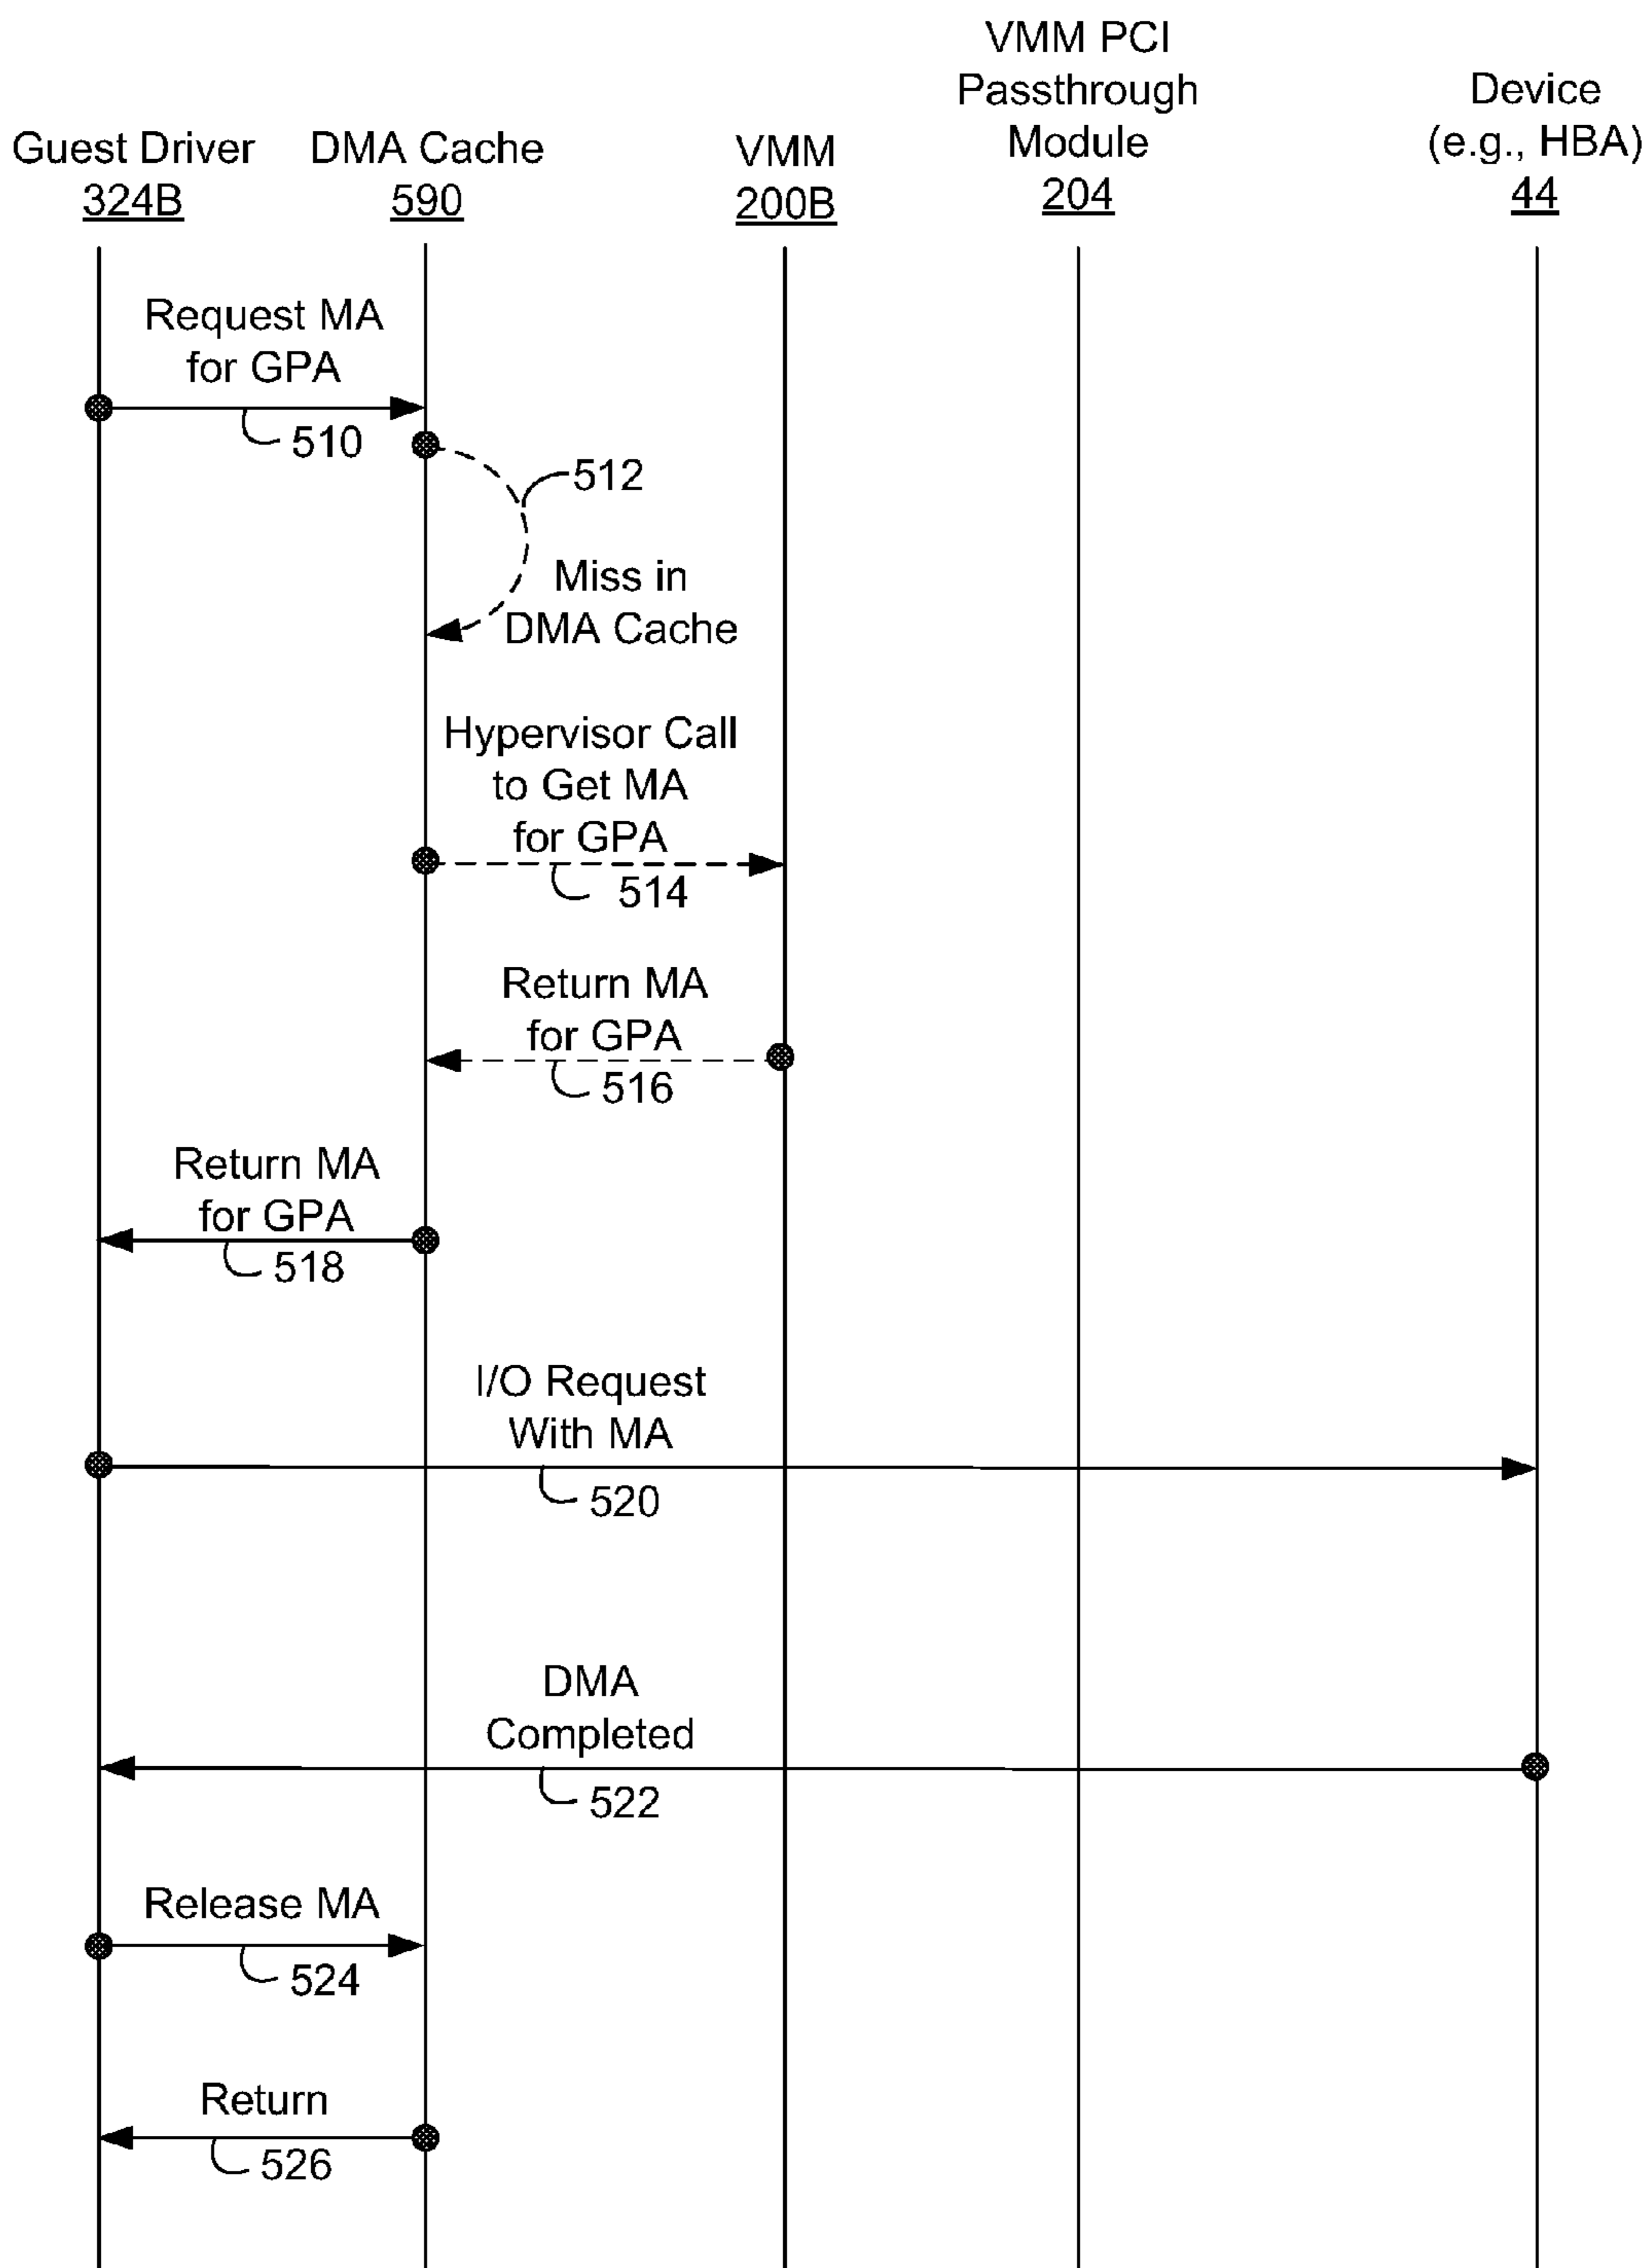 Guest Driver
324B
DMA Cache
590
VMM
200B
VMM PCI
Passthrough
Module
204
Device
(e.g., HBA)
44
Request MA
for GPA
510
512
Miss in
DMA Cache
Hypervisor Call
to Get MA
for GPA
514
Return MA
for GPA
516
Return MA
for GPA
518
I/O Request
With MA
520
DMA
Completed
522
Release MA
524
Return
526